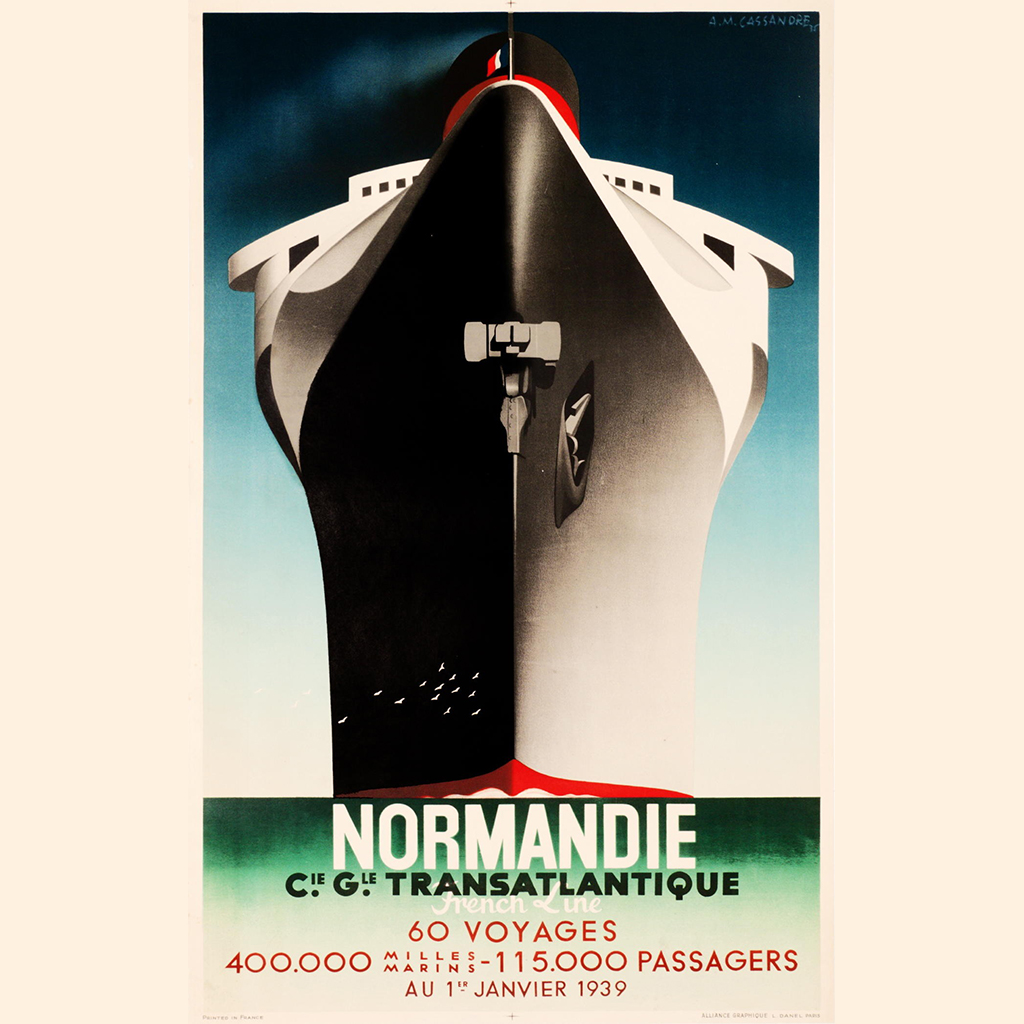 A.M. CASSANDRE 35
NORMANDIE
CIE. GLE. TRANSATLANTIQUE
French Line
60 VOYAGES
400.000 MILLES MARINS - 115.000 PASSAGERS
AU 1ER JANVIER 1939
PRINTED IN FRANCE
ALLIANCE GRAPHIQUE L. DANEL PARIS